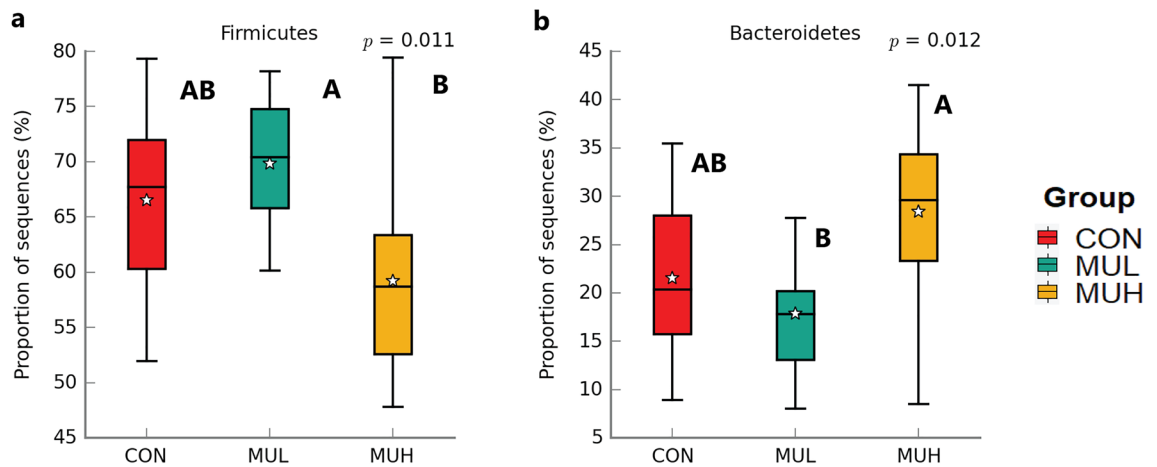 a
Firmicutes
p = 0.011
Proportion of sequences (%)
80
75
70
65
60
55
50
45
AB
A
B
CON
MUL
MUH
b
Bacteroidetes
p = 0.012
Proportion of sequences (%)
45
40
35
30
25
20
15
10
5
AB
B
A
CON
MUL
MUH
Group
CON
MUL
MUH